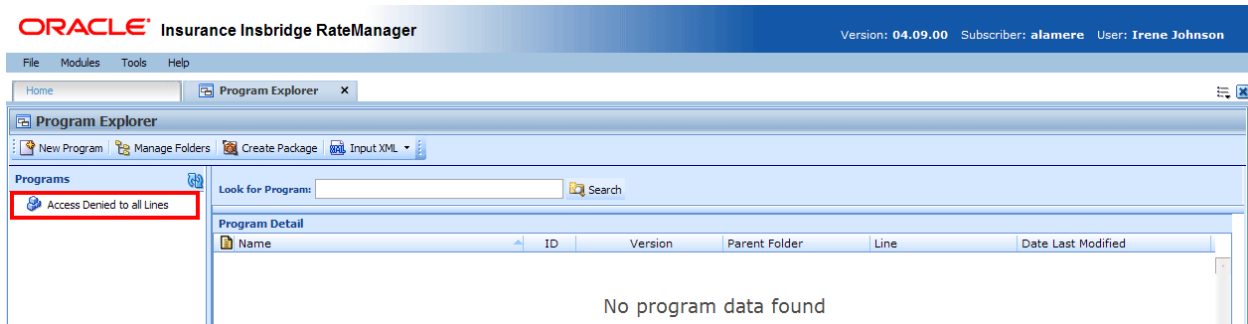 ORACLE Insurance Insbridge RateManager
Version: 04.09.00 Subscriber: alamere User: Irene Johnson
File Modules Tools Help
Home Program Explorer x
Program Explorer
New Program Manage Folders Create Package XML Input XML
Programs
Access Denied to all Lines
Look for Program: Search
Program Detail
Name ID Version Parent Folder Line Date Last Modified
No program data found